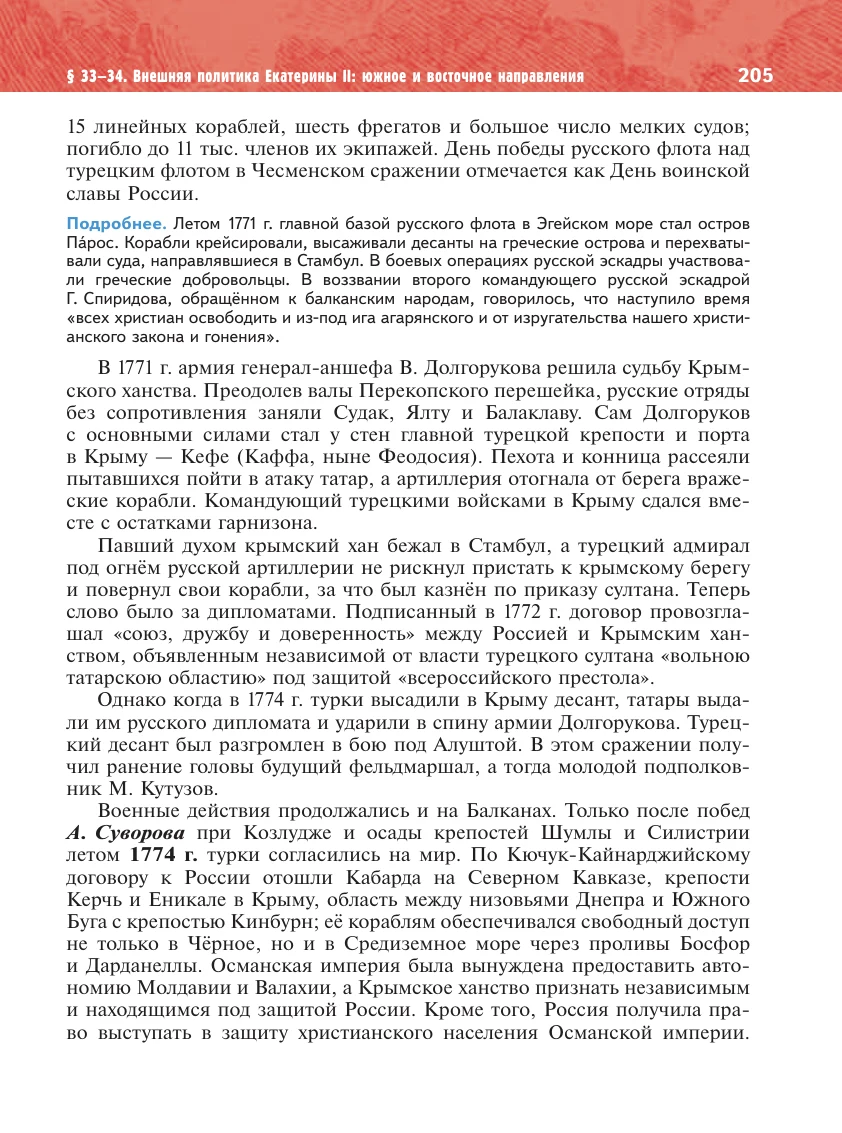 § 33–34. Внешняя политика Екатерины II: южное и восточное направления 205
15 линейных кораблей, шесть фрегатов и большое число мелких судов;
погибло до 11 тыс. членов их экипажей. День победы русского флота над
турецким флотом в Чесменском сражении отмечается как День воинской
славы России.
Подробнее. Летом 1771 г. главной базой русского флота в Эгейском море стал остров
Па́рос. Корабли крейсировали, высаживали десанты на греческие острова и перехваты-
вали суда, направлявшиеся в Стамбул. В боевых операциях русской эскадры участвова-
ли греческие добровольцы. В воззвании второго командующего русской эскадрой
Г. Спиридова, обращённом к балканским народам, говорилось, что наступило время
«всех христиан освободить и из-под ига агарянского и от изругательства нашего христи-
анского закона и гонения».
В 1771 г. армия генерал-аншефа В. Долгорукова решила судьбу Крым-
ского ханства. Преодолев валы Перекопского перешейка, русские отряды
без сопротивления заняли Судак, Ялту и Балаклаву. Сам Долгоруков
с основными силами стал у стен главной турецкой крепости и порта
в Крыму — Кефе (Каффа, ныне Феодосия). Пехота и конница рассеяли
пытавшихся пойти в атаку татар, а артиллерия отогнала от берега враже-
ские корабли. Командующий турецкими войсками в Крыму сдался вме-
сте с остатками гарнизона.
Павший духом крымский хан бежал в Стамбул, а турецкий адмирал
под огнём русской артиллерии не рискнул пристать к крымскому берегу
и повернул свои корабли, за что был казнён по приказу султана. Теперь
слово было за дипломатами. Подписанный в 1772 г. договор провозгла-
шал «союз, дружбу и доверенность» между Россией и Крымским хан-
ством, объявленным независимой от власти турецкого султана «вольною
татарскою областию» под защитой «всероссийского престола».
Однако когда в 1774 г. турки высадили в Крыму десант, татары выда-
ли им русского дипломата и ударили в спину армии Долгорукова. Турец-
кий десант был разгромлен в бою под Алуштой. В этом сражении полу-
чил ранение головы будущий фельдмаршал, а тогда молодой подполков-
ник М. Кутузов.
Военные действия продолжались и на Балканах. Только после побед
А. Суворова при Козлудже и осады крепостей Шумлы и Силистрии
летом 1774 г. турки согласились на мир. По Кючук-Кайнарджийскому
договору к России отошли Кабарда на Северном Кавказе, крепости
Керчь и Еникале в Крыму, область между низовьями Днепра и Южного
Буга с крепостью Кинбурн; её кораблям обеспечивался свободный доступ
не только в Чёрное, но и в Средиземное море через проливы Босфор
и Дарданеллы. Османская империя была вынуждена предоставить авто-
номию Молдавии и Валахии, а Крымское ханство признать независимым
и находящимся под защитой России. Кроме того, Россия получила пра-
во выступать в защиту христианского населения Османской империи.